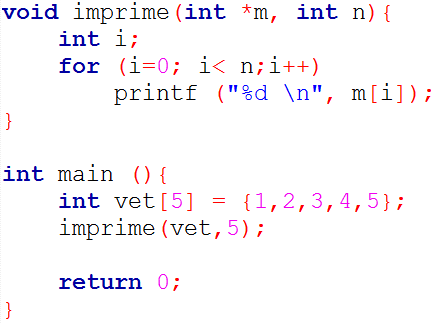 void imprime(int *m, int n){
    int i;
    for (i=0; i< n;i++)
        printf ("%d \n", m[i]);
}

int main (){
    int vet[5] = {1,2,3,4,5};
    imprime(vet,5);

    return 0;
}